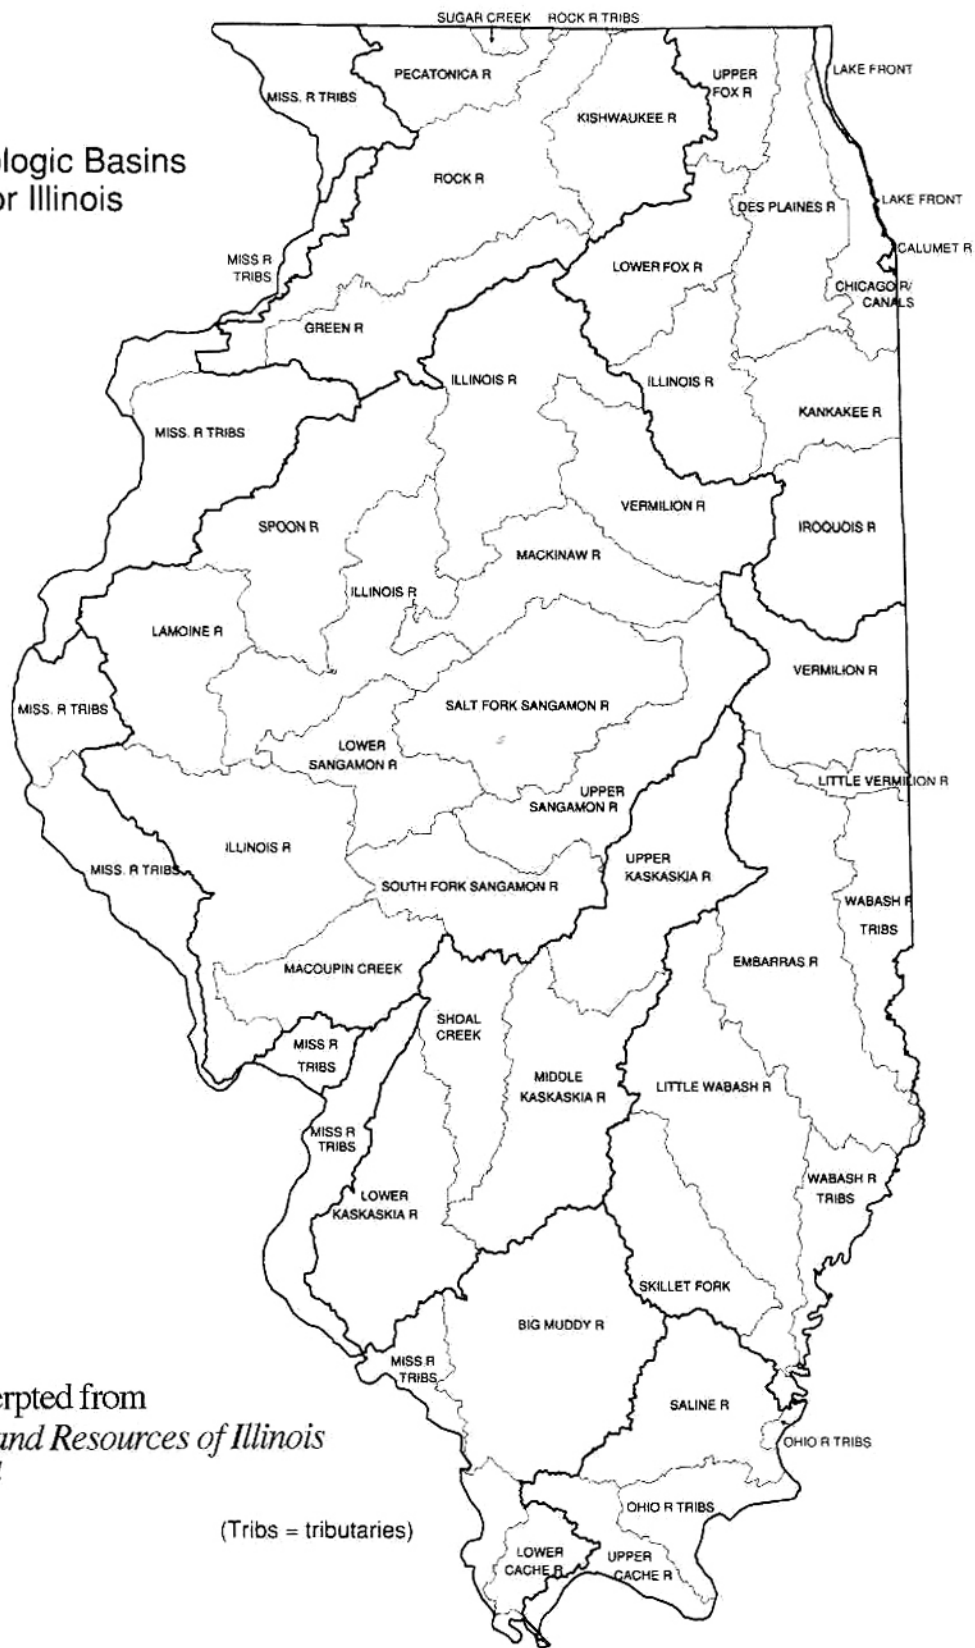 SUGAR CREEK
ROCK R TRIBS
PECATONICA R
UPPER
FOX R
LAKE FRONT
MISS. R TRIBS
KISHWAUKEE R
logic Basins
or Illinois
ROCK R
DES PLAINES R
LAKE FRONT
CALUMET R
MISS R
TRIBS
LOWER FOX R
CHICAGO R/
CANALS
GREEN R
ILLINOIS R
ILLINOIS R
KANKAKEE R
MISS. R TRIBS
SPOON R
VERMILION R
IROQUOIS R
MACKINAW R
ILLINOIS R
LAMOINE R
VERMILION R
MISS. R TRIBS
SALT FORK SANGAMON R
LOWER
SANGAMON R
LITTLE VERMILION R
UPPER
SANGAMON R
ILLINOIS R
MISS. R TRIBS
UPPER
KASKASKIA R
SOUTH FORK SANGAMON R
WABASH R
TRIBS
EMBARRAS R
MACOUPIN CREEK
SHOAL
CREEK
MISS R
TRIBS
MIDDLE
KASKASKIA R
LITTLE WABASH R
MISS R
TRIBS
WABASH R
TRIBS
LOWER
KASKASKIA R
SKILLET FORK
BIG MUDDY R
MISS R
TRIBS
SALINE R
erpted from
and Resources of Illinois
OHIO R TRIBS
OHIO R TRIBS
(Tribs = tributaries)
LOWER
CACHE R
UPPER
CACHE R